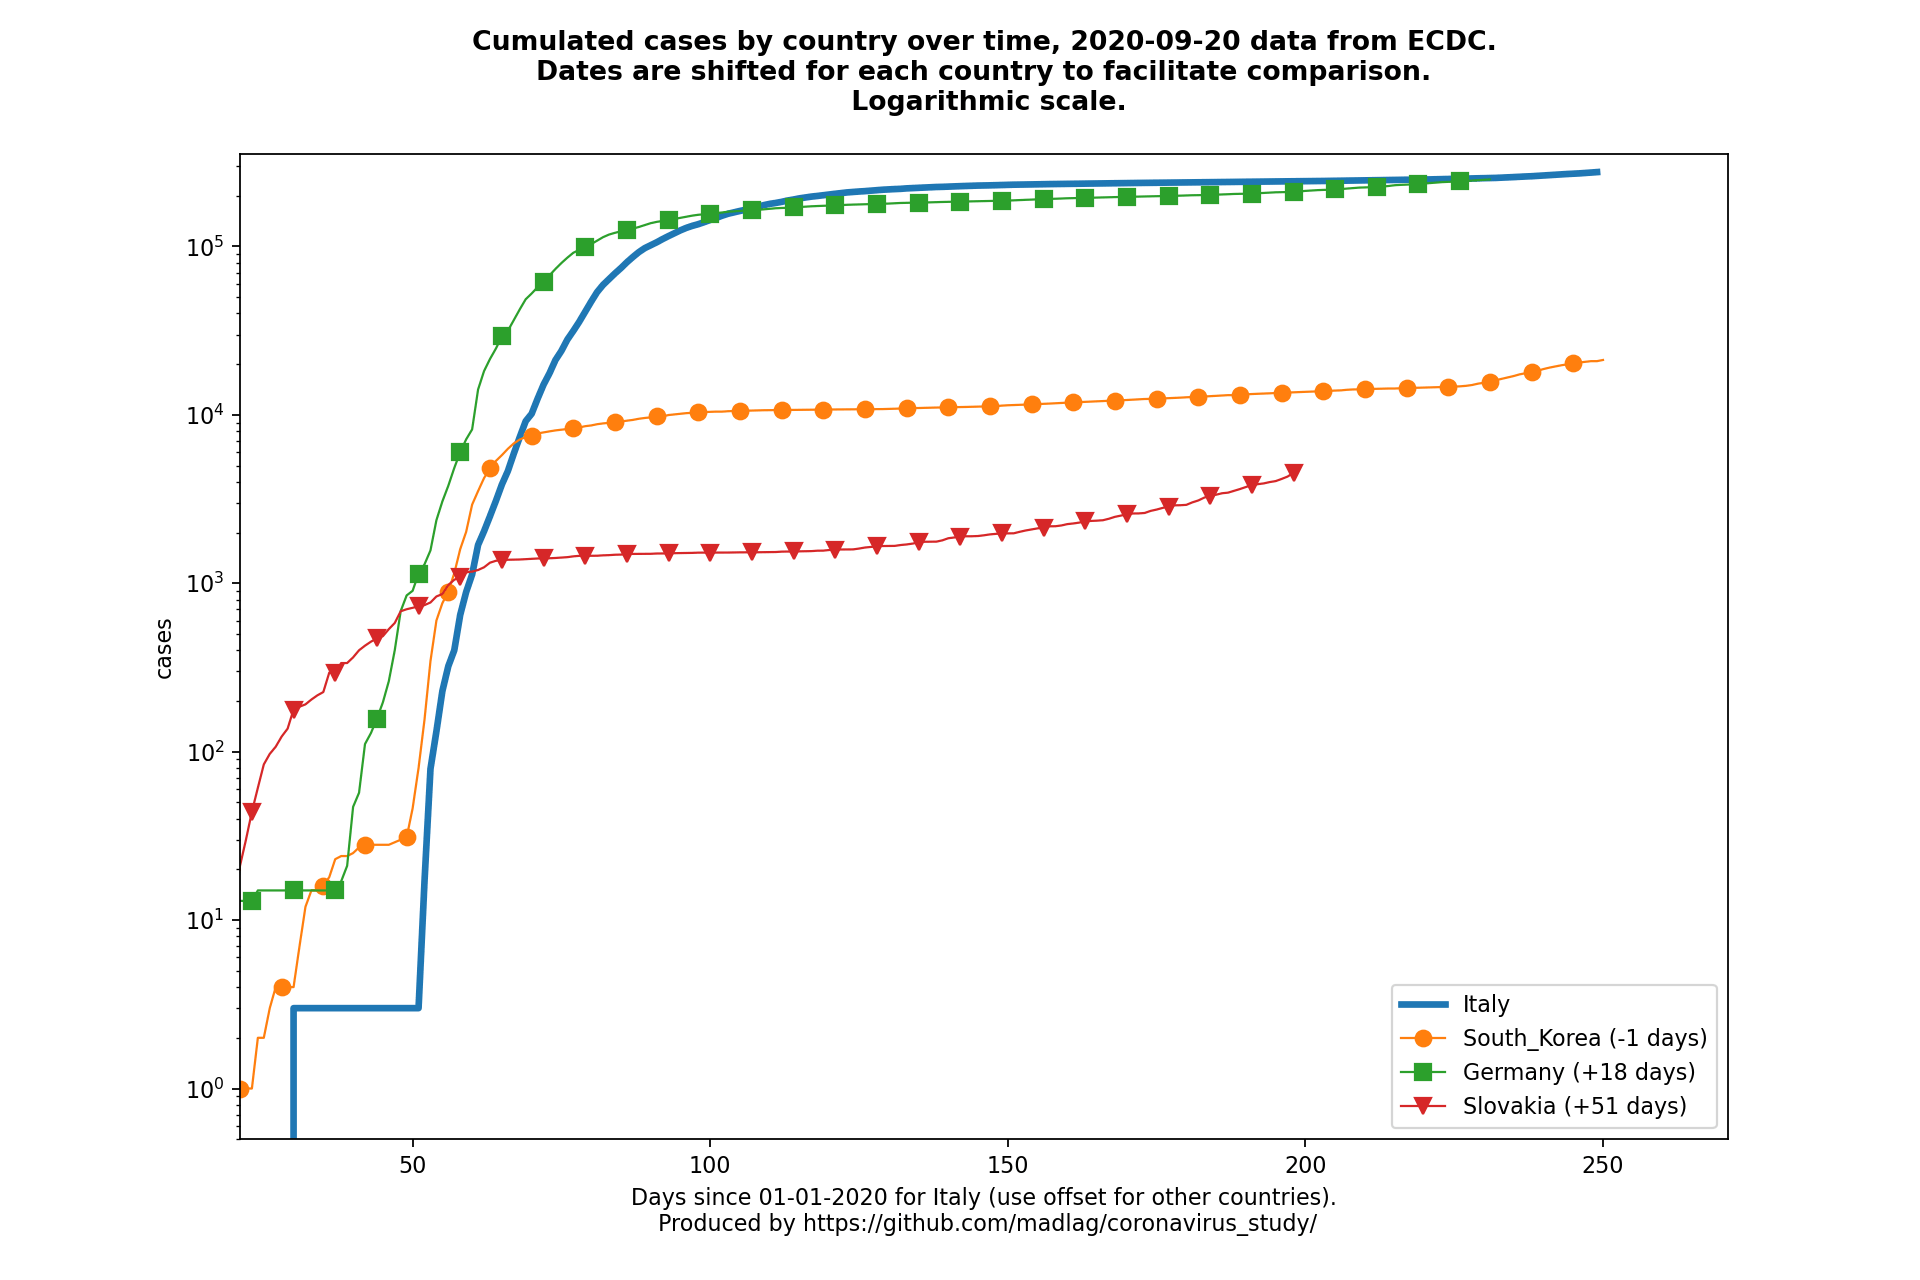 Cumulated cases by country over time, 2020-09-20 data from ECDC.
Dates are shifted for each country to facilitate comparison.
Logarithmic scale.
10^5
10^4
10^3
10^2
10^1
10^0
cases
Italy
South_Korea (-1 days)
Germany (+18 days)
Slovakia (+51 days)
50 100 150 200 250
Days since 01-01-2020 for Italy (use offset for other countries).
Produced by https://github.com/madlag/coronavirus_study/